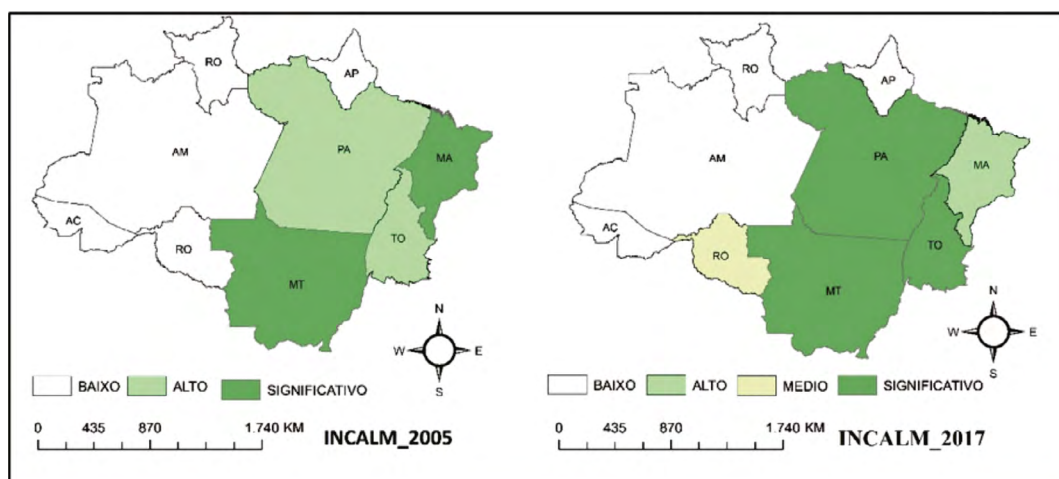 RO
AP
AM
PA
MA
AC
RO
TO
MT
N
W E
S
BAIXO ALTO SIGNIFICATIVO
0 435 870 1.740 KM
INCALM_2005
RO
AP
AM
PA
MA
AC
RO
TO
MT
N
W E
S
BAIXO ALTO MEDIO SIGNIFICATIVO
0 435 870 1.740 KM
INCALM_2017